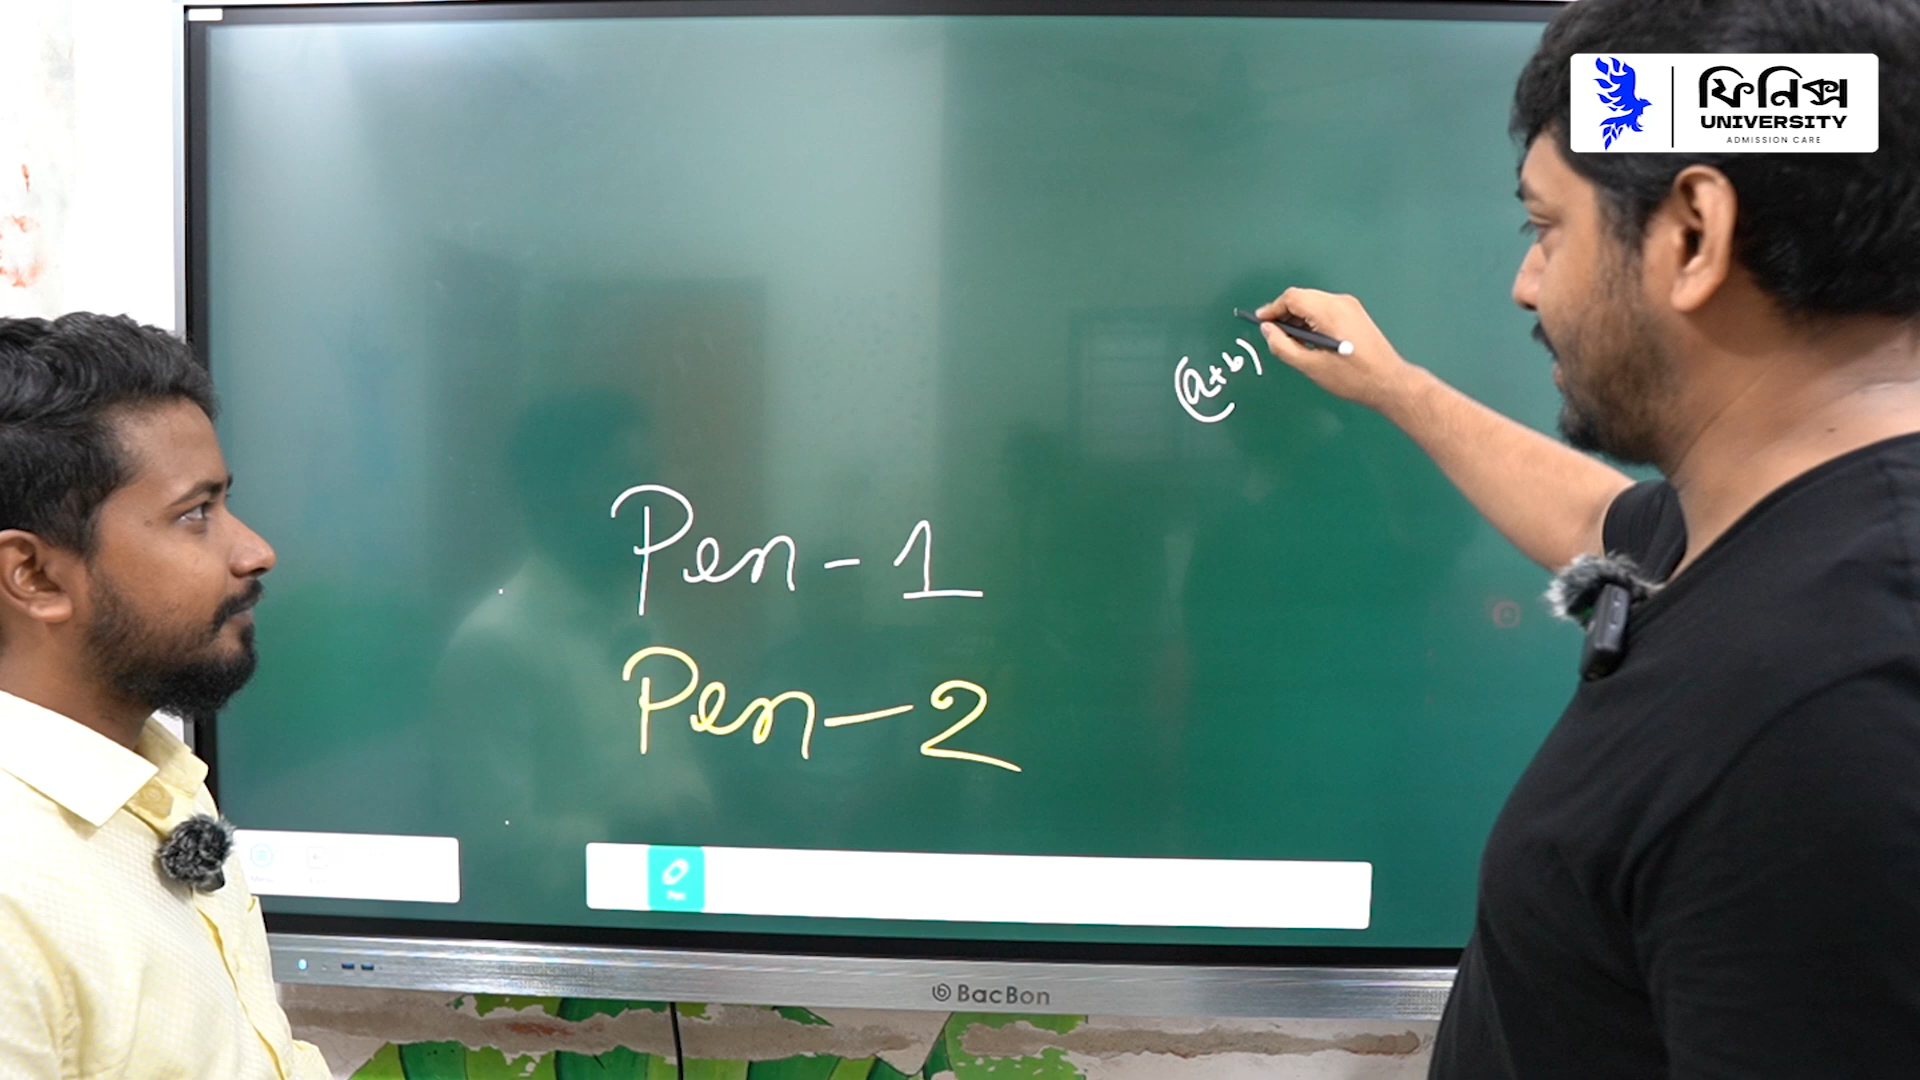 ফিনিক্স
UNIVERSITY
ADMISSION CARE
(a+b)
Pen-1
Pen-2
BacBon